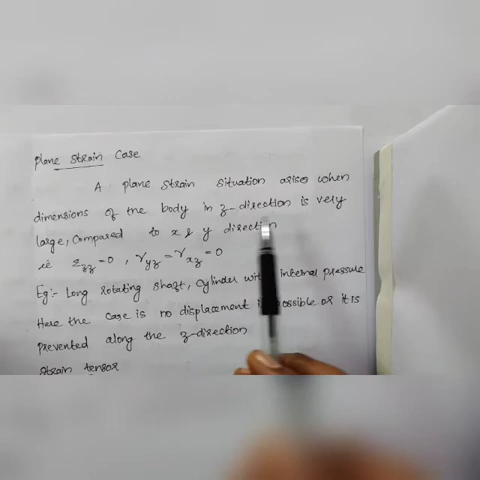 Plane Strain Case
A plane strain situation arises when
dimensions of the body in z-direction is very
large, Compared to x & y direction
ie εzz=0, γyz=γxz=0
Eg:- Long rotating shaft, Cylinder with internal pressure
Here the case is no displacement is possible or it is
prevented along the z-direction
Strain tensor